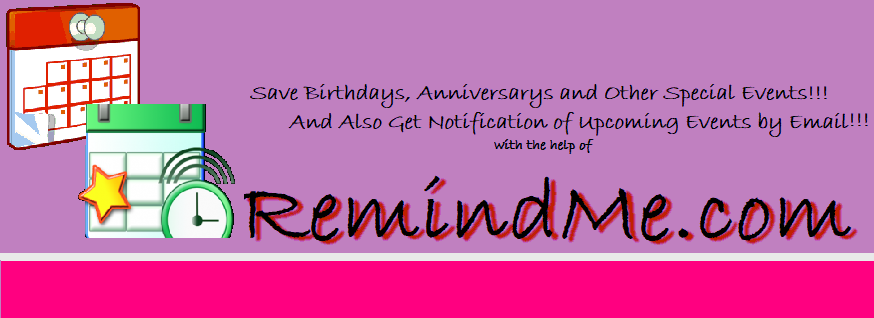 Save Birthdays, Anniversarys and Other Special Events!!!
And Also Get Notification of Upcoming Events by Email!!!
with the help of
RemindMe.com